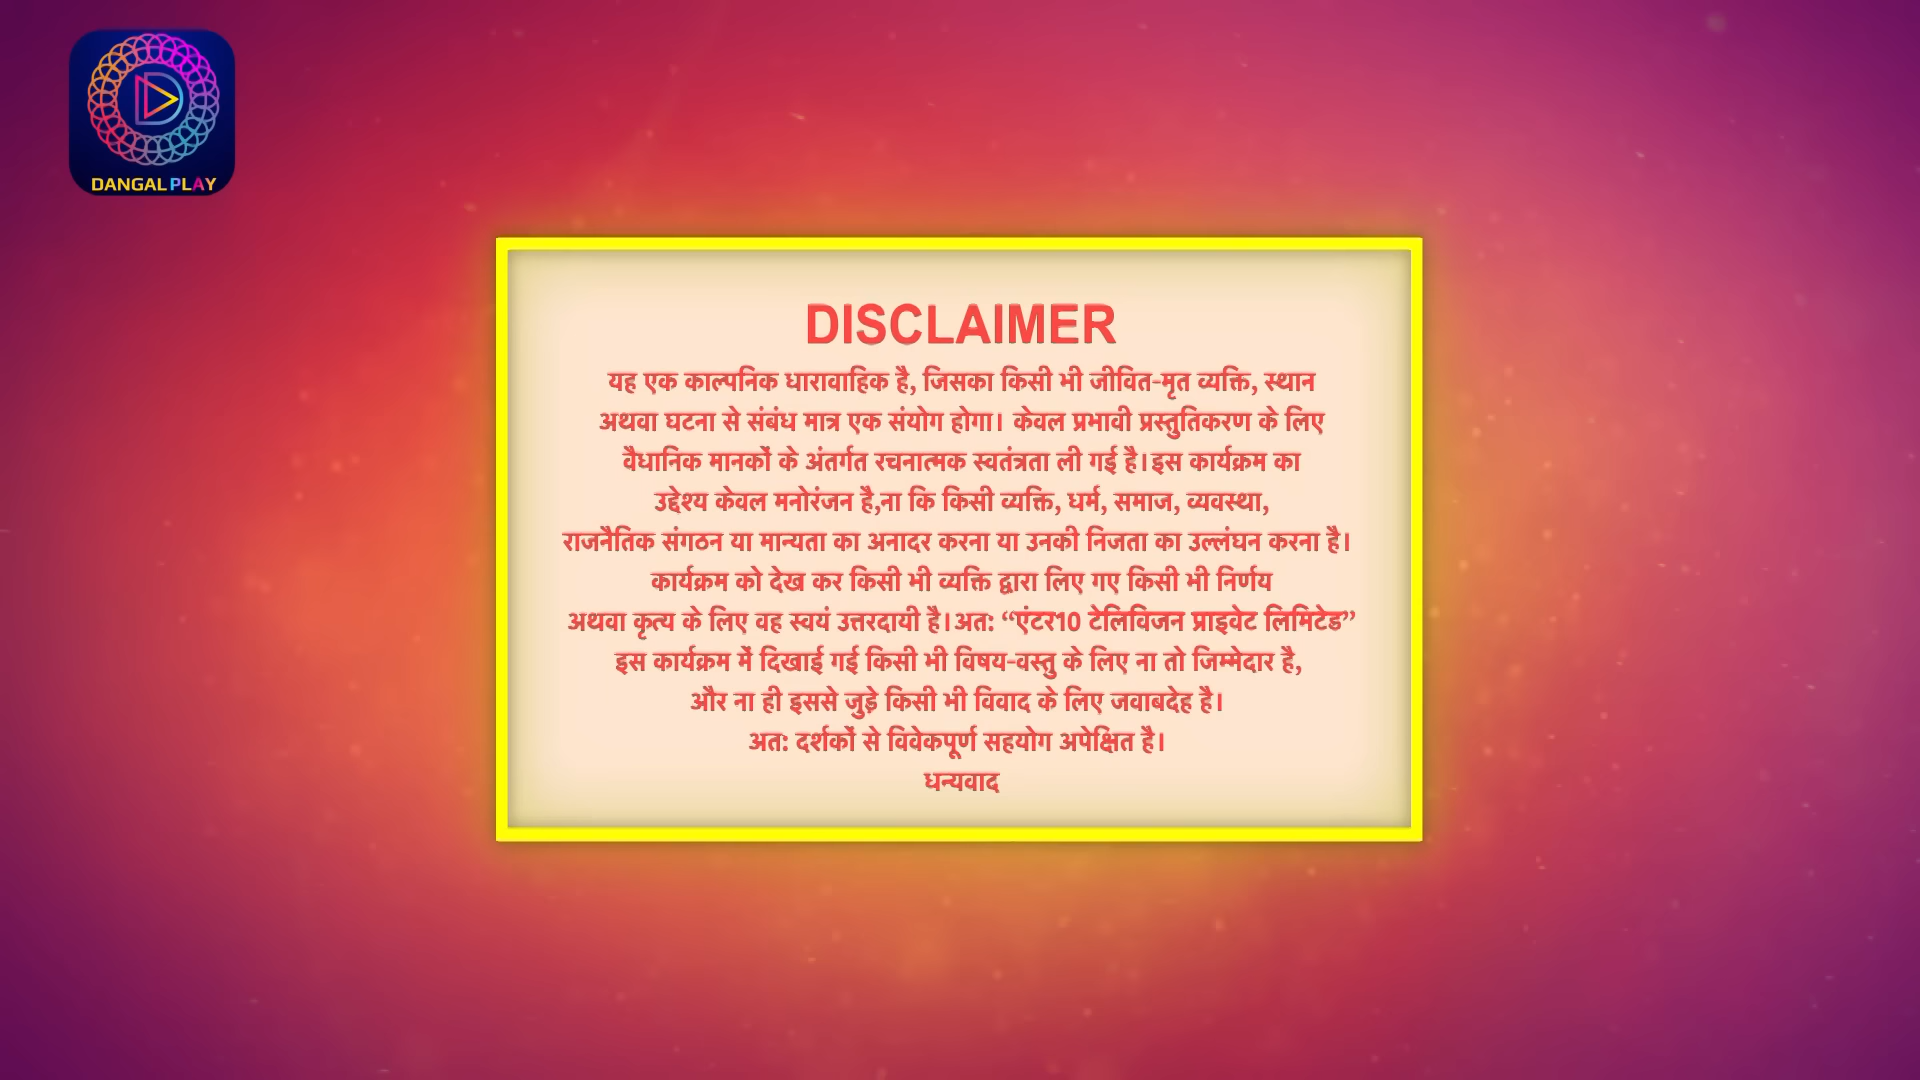 DANGAL PLAY
DISCLAIMER
यह एक काल्पनिक धारावाहिक है, जिसका किसी भी जीवित-मृत व्यक्ति, स्थान
अथवा घटना से संबंध मात्र एक संयोग होगा। केवल प्रभावी प्रस्तुतिकरण के लिए
वैधानिक मानकों के अंतर्गत रचनात्मक स्वतंत्रता ली गई है। इस कार्यक्रम का
उद्देश्य केवल मनोरंजन है,ना कि किसी व्यक्ति, धर्म, समाज, व्यवस्था,
राजनैतिक संगठन या मान्यता का अनादर करना या उनकी निजता का उल्लंघन करना है।
कार्यक्रम को देख कर किसी भी व्यक्ति द्वारा लिए गए किसी भी निर्णय
अथवा कृत्य के लिए वह स्वयं उत्तरदायी है। अत: “एंटर10 टेलिविजन प्राइवेट लिमिटेड”
इस कार्यक्रम में दिखाई गई किसी भी विषय-वस्तु के लिए ना तो जिम्मेदार है,
और ना ही इससे जुड़े किसी भी विवाद के लिए जवाबदेह है।
अत: दर्शकों से विवेकपूर्ण सहयोग अपेक्षित है।
धन्यवाद